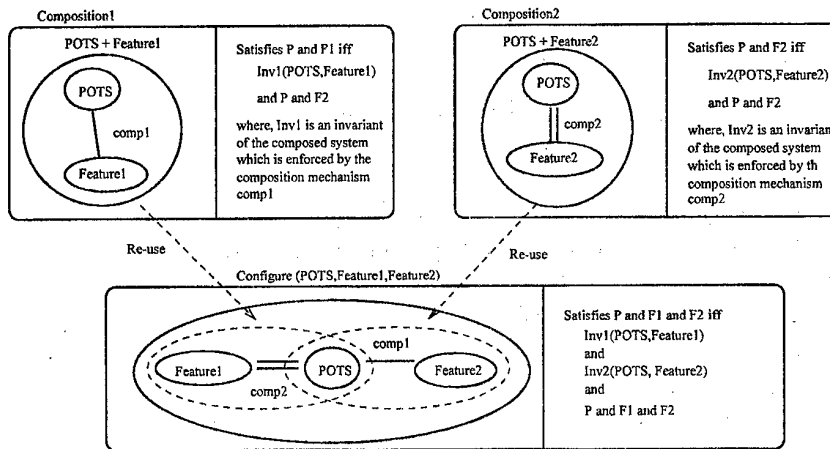 Composition1
POTS + Feature1
POTS
comp1
Feature1
Satisfies P and F1 iff
Inv1(POTS,Feature1)
and P and F2
where, Inv1 is an invariant
of the composed system
which is enforced by the
composition mechanism
comp1
Composition2
POTS + Feature2
POTS
comp2
Feature2
Satisfies P and F2 iff
Inv2(POTS,Feature2)
and P and F2
where, Inv2 is an invarian
of the composed system
which is enforced by th
composition mechanism
comp2
Re-use
Re-use
Configure (POTS,Feature1,Feature2)
Feature1
comp2
POTS
comp1
Feature2
Satisfies P and F1 and F2 iff
Inv1(POTS,Feature1)
and
Inv2(POTS, Feature2)
and
P and F1 and F2